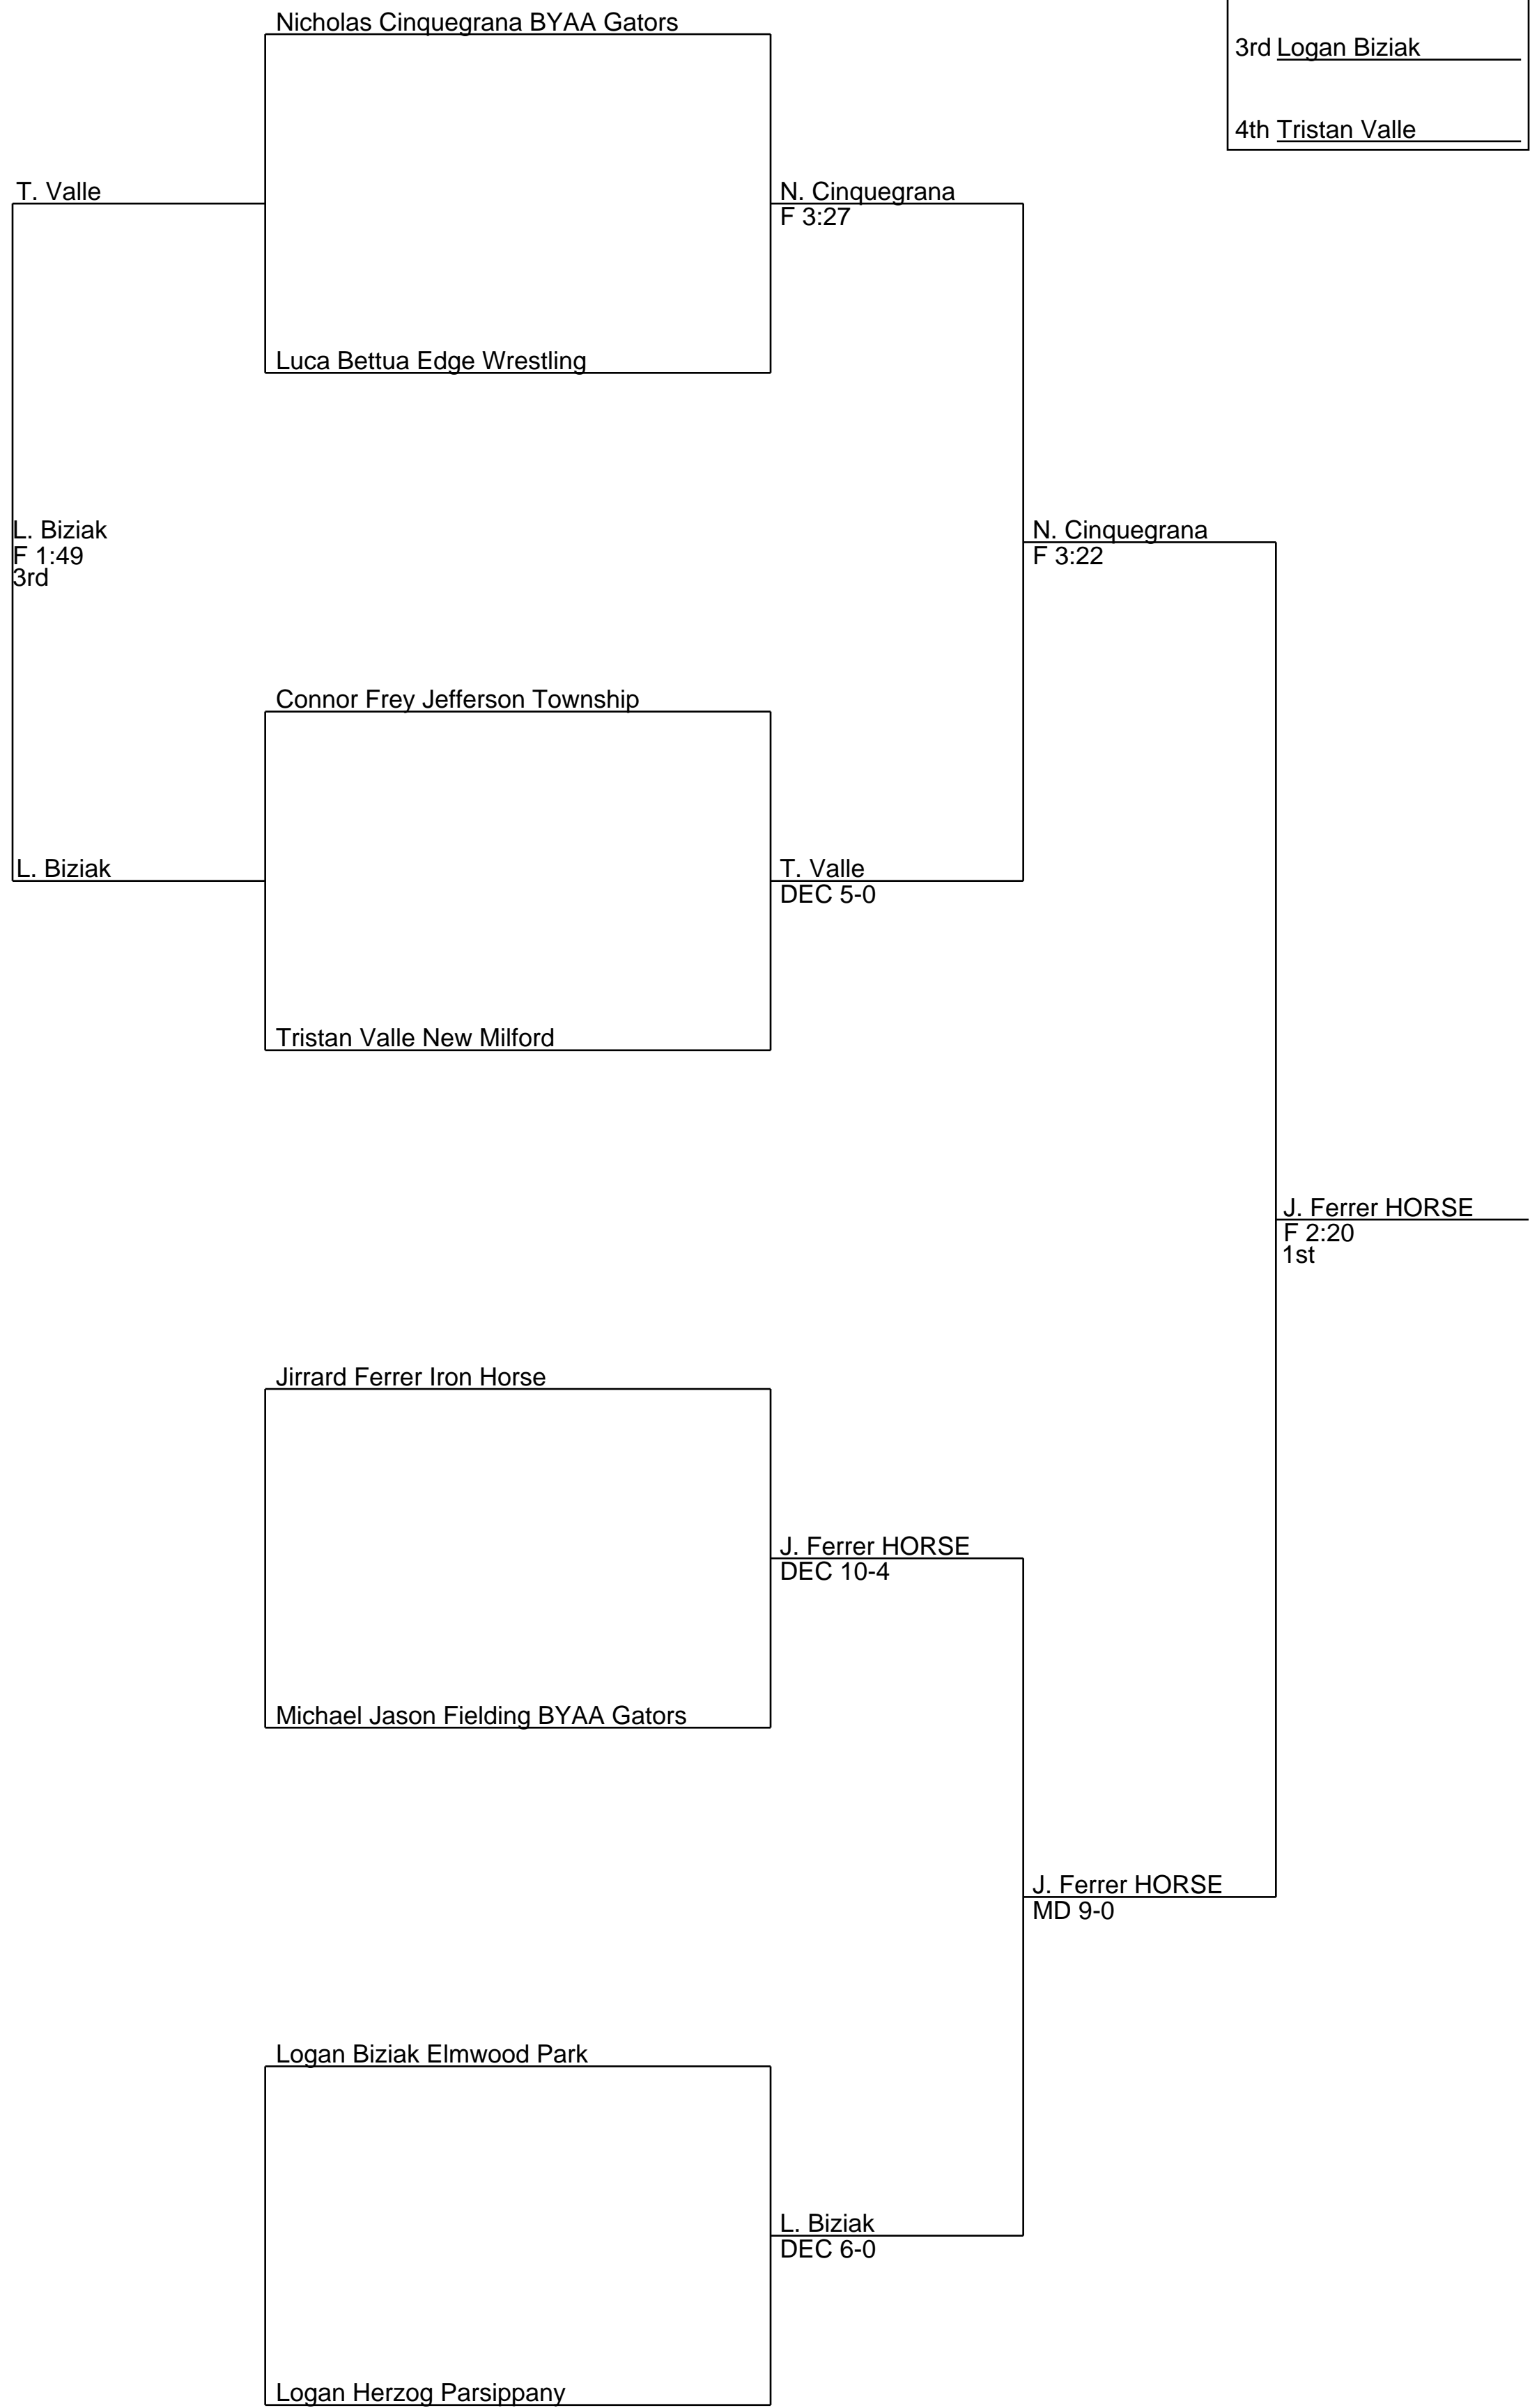 Nicholas Cinquegrana BYAA Gators
3rd Logan Biziak
4th Tristan Valle
T. Valle
N. Cinquegrana
F 3:27
Luca Bettua Edge Wrestling
L. Biziak
F 1:49
3rd
N. Cinquegrana
F 3:22
Connor Frey Jefferson Township
L. Biziak
T. Valle
DEC 5-0
Tristan Valle New Milford
J. Ferrer HORSE
F 2:20
1st
Jirrard Ferrer Iron Horse
J. Ferrer HORSE
DEC 10-4
Michael Jason Fielding BYAA Gators
J. Ferrer HORSE
MD 9-0
Logan Biziak Elmwood Park
L. Biziak
DEC 6-0
Logan Herzog Parsippany